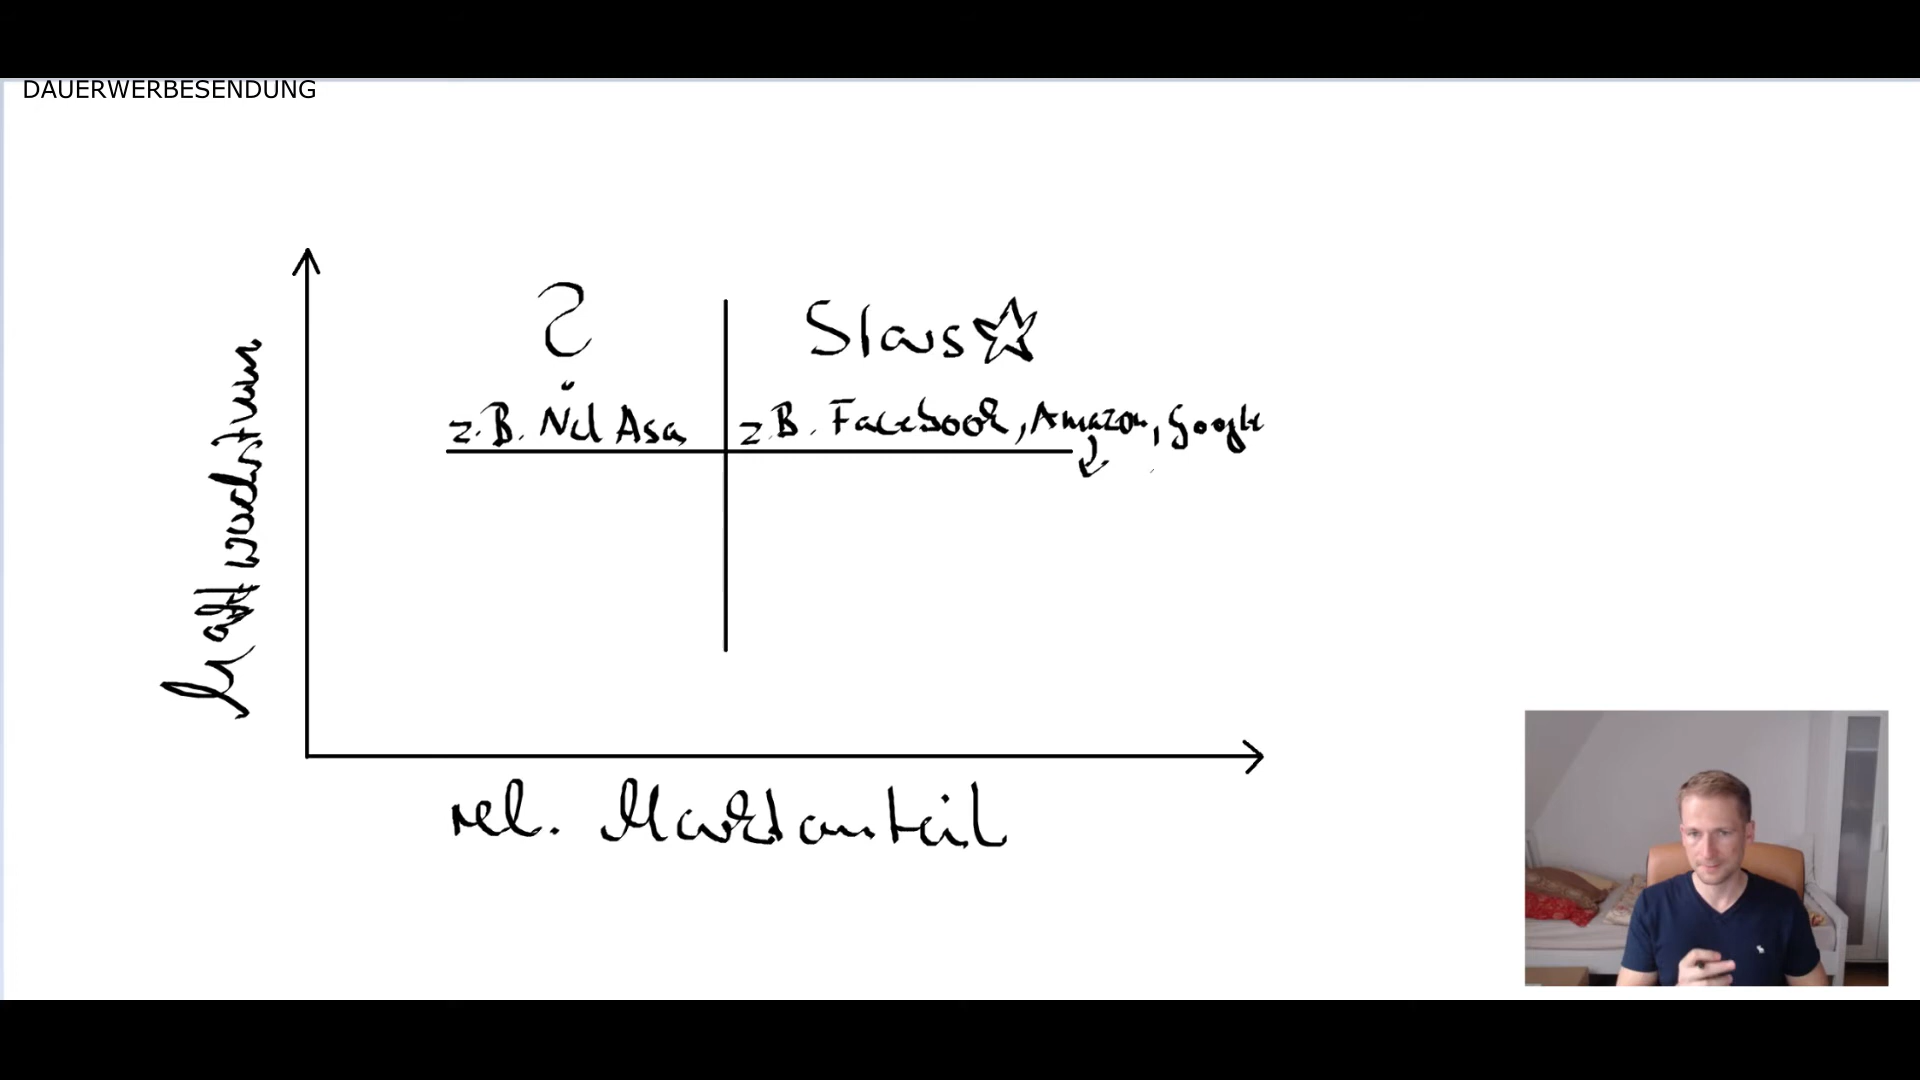 DAUERWERBESENDUNG
?
Stars
z.B. Nel Asa
z.B. Facebook, Amazon, Google
Marktwachstum
rel. Marktanteil